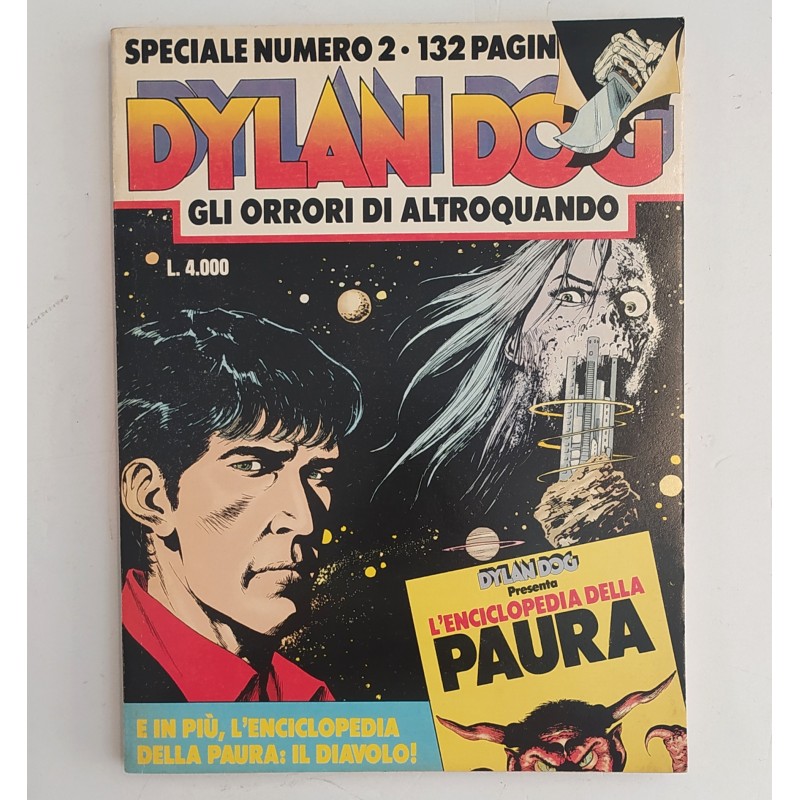 SPECIALE NUMERO 2 • 132 PAGIN
DYLAN DOG
GLI ORRORI DI ALTROQUANDO
L. 4.000
DYLAN DOG
Presenta
L'ENCICLOPEDIA DELLA
PAURA
E IN PIÙ, L'ENCICLOPEDIA
DELLA PAURA: IL DIAVOLO!